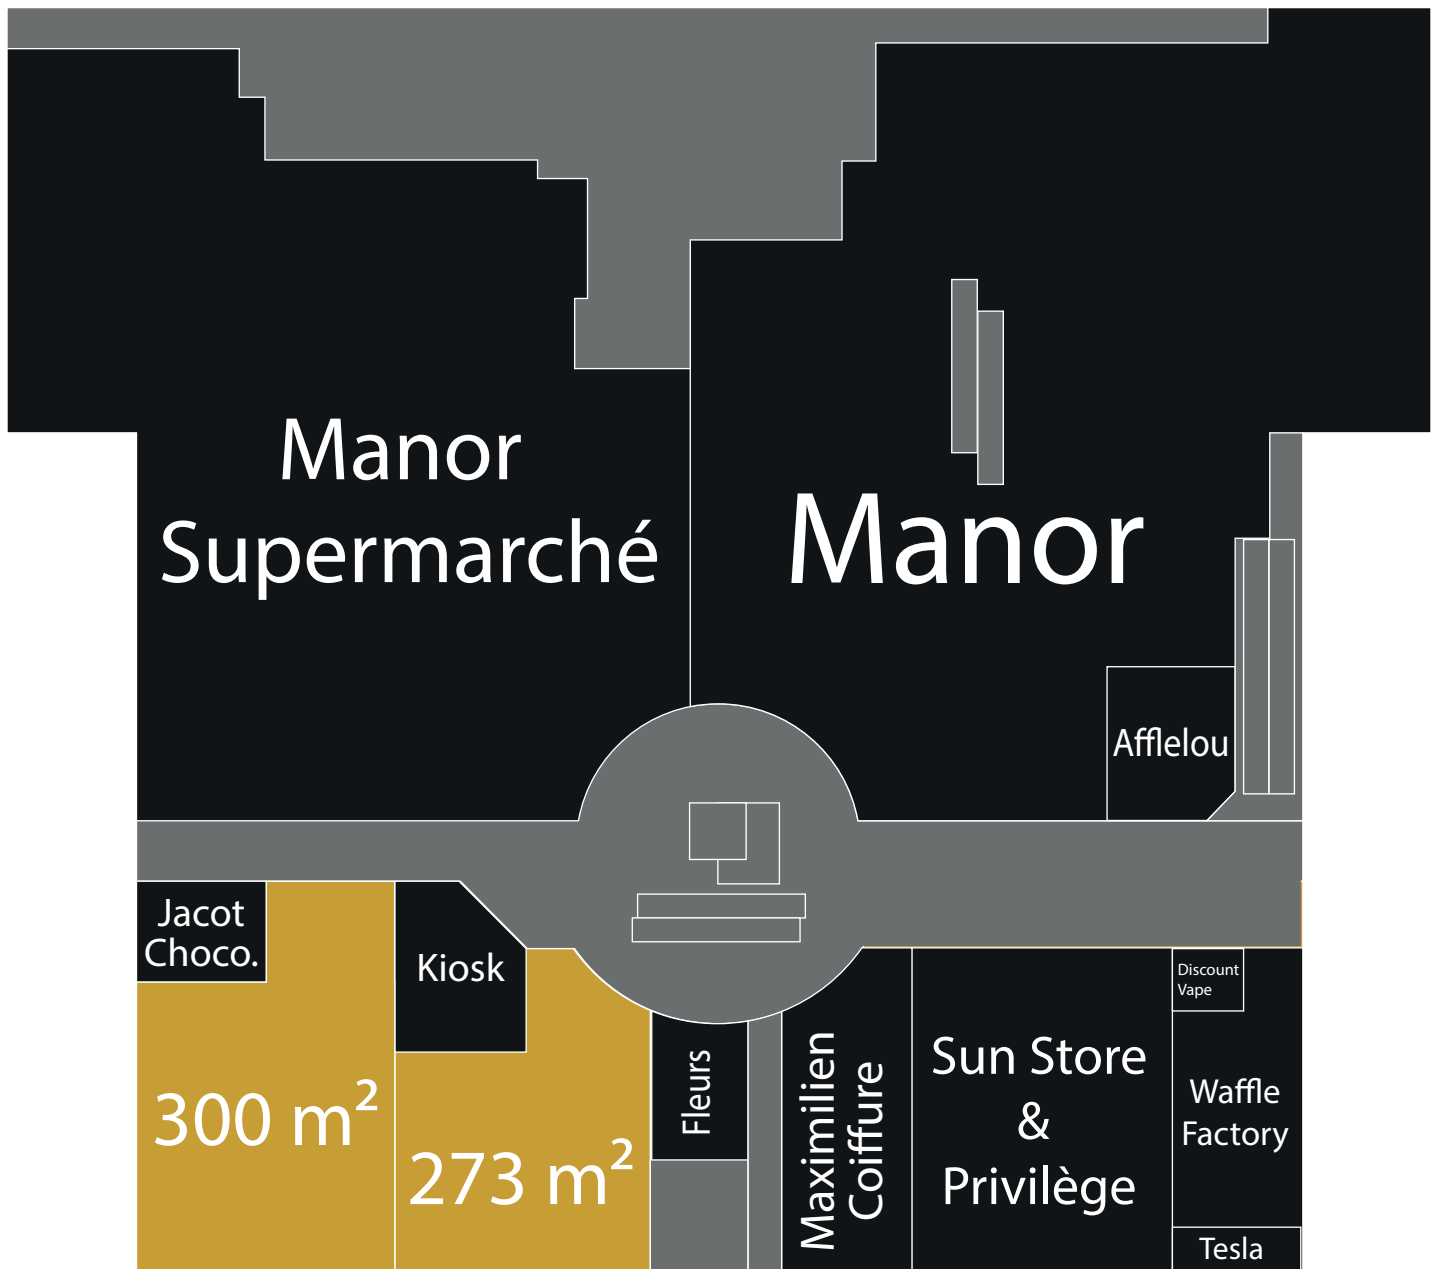 Manor
Supermarché
Manor
Afflelou
Jacot
Choco.
Kiosk
300 m²
273 m²
Fleurs
Maximilien
Coiffure
Sun Store
&
Privilège
Discount
Vape
Waffle
Factory
Tesla